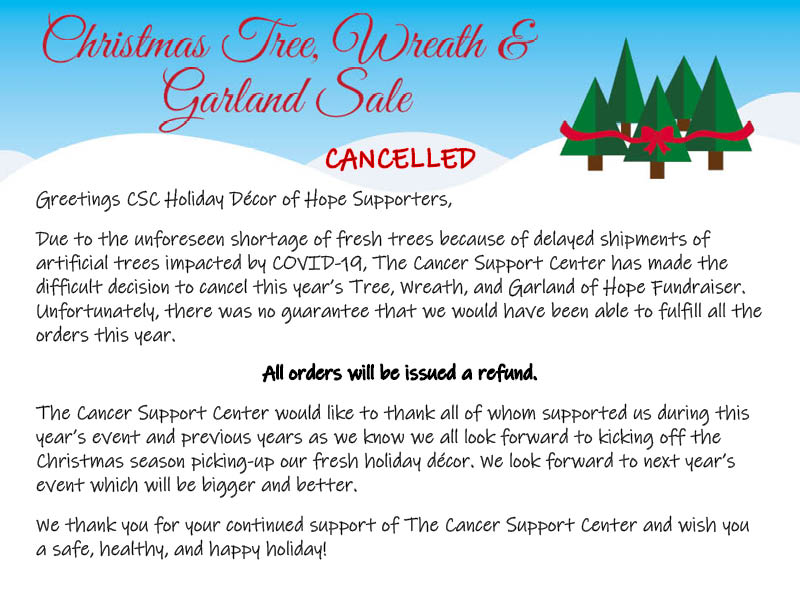 Christmas Tree, Wreath &
Garland Sale
CANCELLED
Greetings CSC Holiday Décor of Hope Supporters,
Due to the unforeseen shortage of fresh trees because of delayed shipments of
artificial trees impacted by COVID-19, The Cancer Support Center has made the
difficult decision to cancel this year's Tree, Wreath, and Garland of Hope Fundraiser.
Unfortunately, there was no guarantee that we would have been able to fulfill all the
orders this year.
All orders will be issued a refund.
The Cancer Support Center would like to thank all of whom supported us during this
year's event and previous years as we know we all look forward to kicking off the
Christmas season picking-up our fresh holiday décor. We look forward to next year's
event which will be bigger and better.
We thank you for your continued support of The Cancer Support Center and wish you
a safe, healthy, and happy holiday!